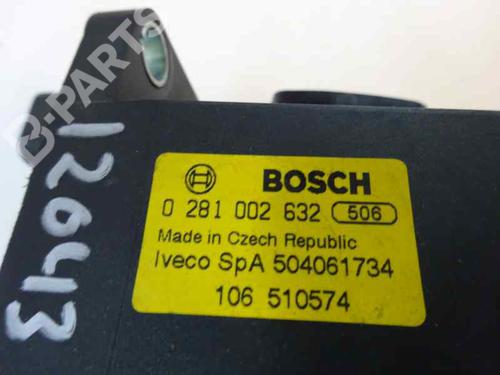 B-PARTS
12643
BOSCH
0 281 002 632 506
Made in Czech Republic
Iveco SpA 504061734
106 510574